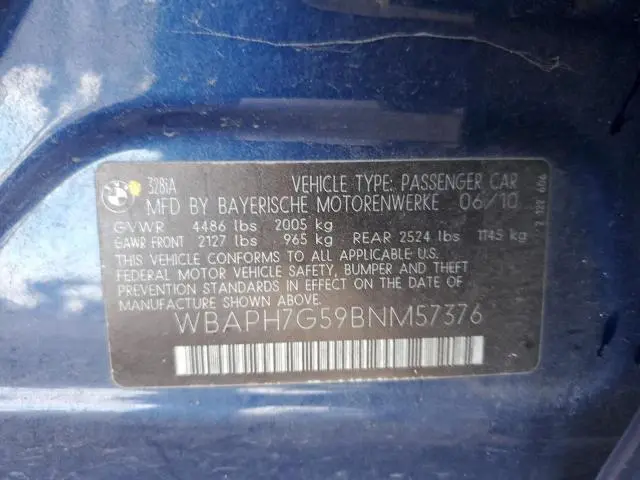 BMW
328iA
VEHICLE TYPE: PASSENGER CAR
MFD BY BAYERISCHE MOTORENWERKE 06/10
GVWR 4486 lbs 2005 kg
GAWR FRONT 2127 lbs 965 kg REAR 2524 lbs 1145 kg
THIS VEHICLE CONFORMS TO ALL APPLICABLE U.S.
FEDERAL MOTOR VEHICLE SAFETY, BUMPER AND THEFT
PREVENTION STANDARDS IN EFFECT ON THE DATE OF
MANUFACTURE SHOWN ABOVE.
WBAPH7G59BNM57376